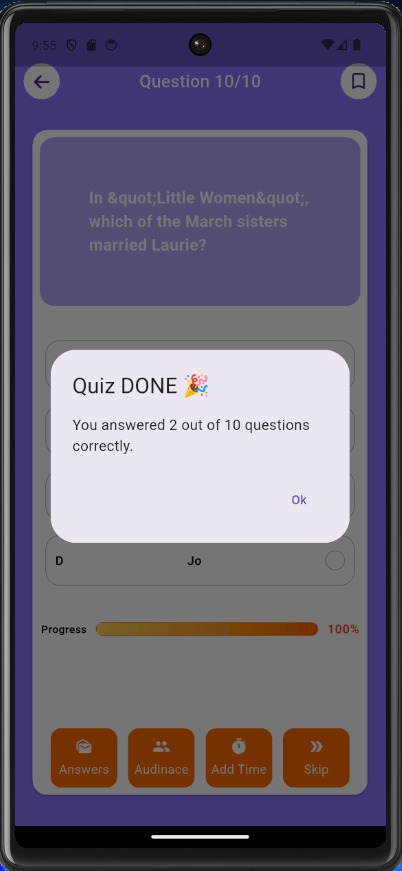 9:55
Question 10/10
In &quot;Little Women&quot;,
which of the March sisters
married Laurie?
Quiz DONE 🎉
You answered 2 out of 10 questions
correctly.
Ok
D Jo
Progress 100%
Answers Audinace Add Time Skip